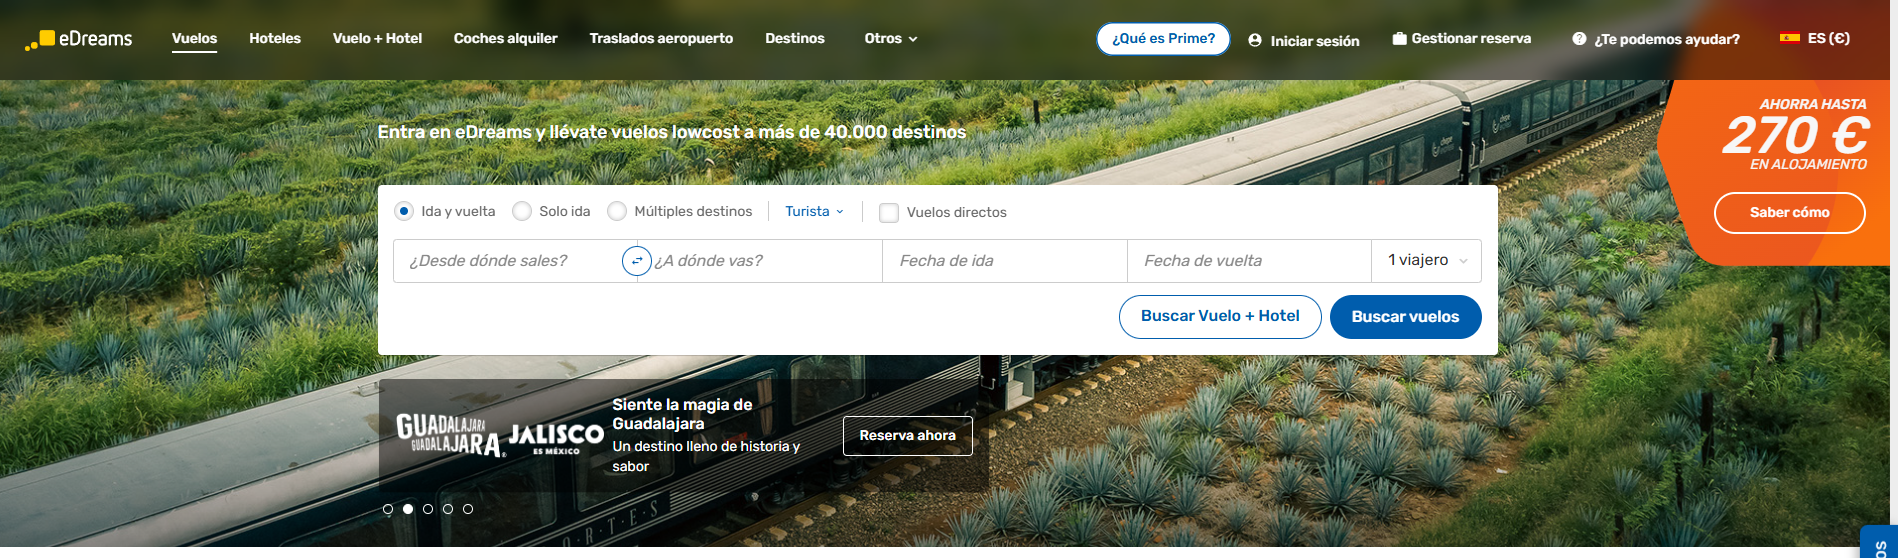 eDreams
Vuelos
Hoteles
Vuelo + Hotel
Coches alquiler
Traslados aeropuerto
Destinos
Otros
¿Qué es Prime?
Iniciar sesión
Gestionar reserva
¿Te podemos ayudar?
ES (€)
AHORRA HASTA
270 €
EN ALOJAMIENTO
Saber cómo
Entra en eDreams y llévate vuelos lowcost a más de 40.000 destinos
Ida y vuelta
Solo ida
Múltiples destinos
Turista
Vuelos directos
¿Desde dónde sales?
¿A dónde vas?
Fecha de ida
Fecha de vuelta
1 viajero
Buscar Vuelo + Hotel
Buscar vuelos
GUADALAJARA
GUADALAJARA
JALISCO
ES MÉXICO
Siente la magia de
Guadalajara
Un destino lleno de historia y
sabor
Reserva ahora